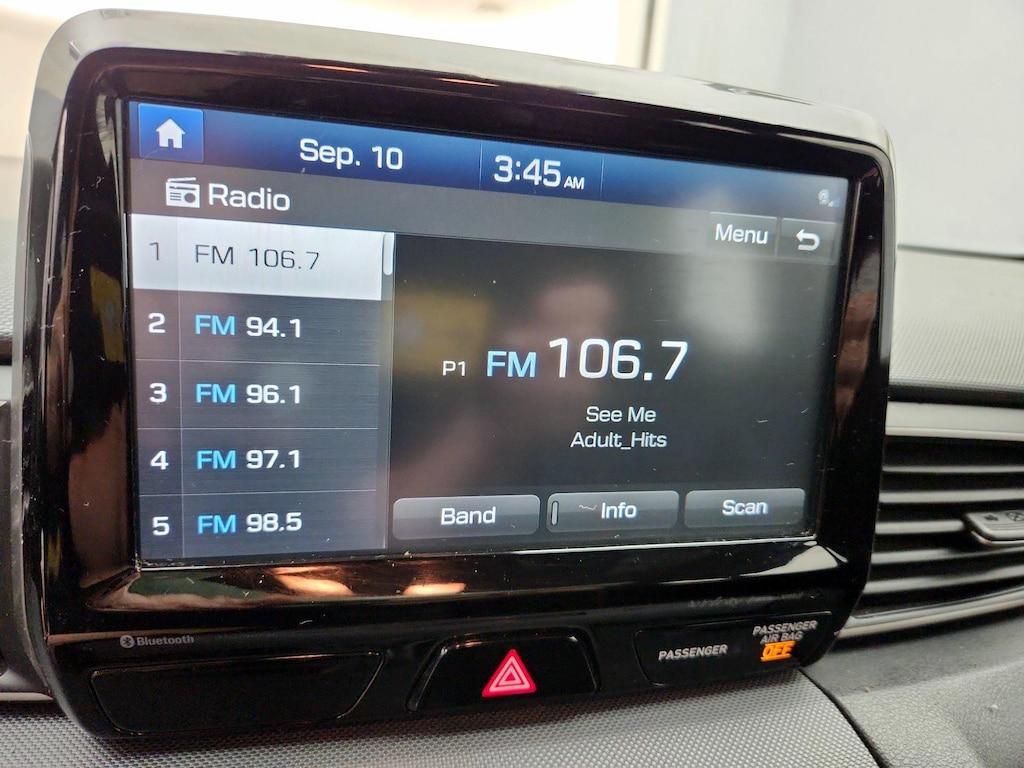 Sep. 10 3:45 AM
Radio
Menu
1 FM 106.7
2 FM 94.1
3 FM 96.1
4 FM 97.1
5 FM 98.5
P1 FM 106.7
See Me
Adult_Hits
Band Info Scan
Bluetooth
PASSENGER
PASSENGER
AIR BAG
OFF